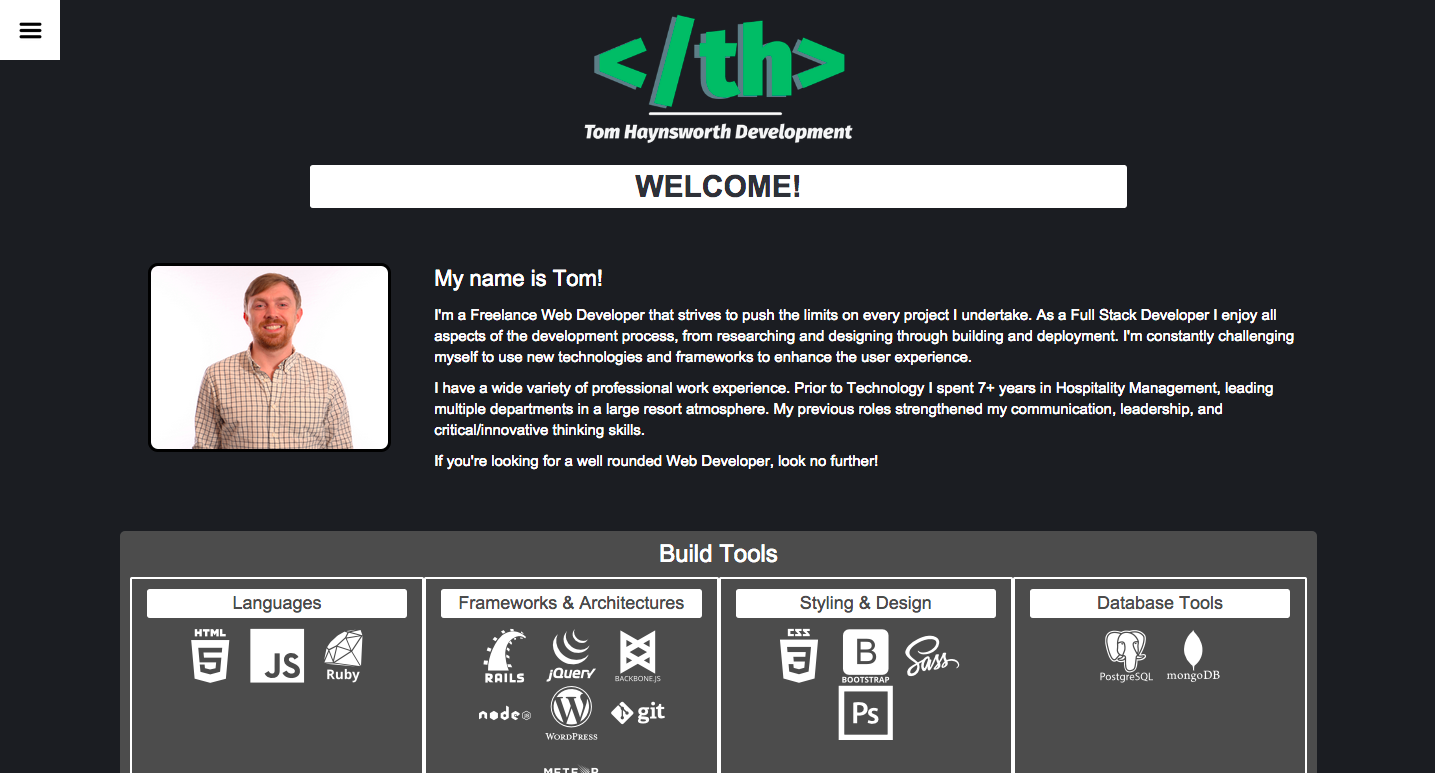 </th>
Tom Haynsworth Development
WELCOME!
My name is Tom!
I'm a Freelance Web Developer that strives to push the limits on every project I undertake. As a Full Stack Developer I enjoy all
aspects of the development process, from researching and designing through building and deployment. I'm constantly challenging
myself to use new technologies and frameworks to enhance the user experience.
I have a wide variety of professional work experience. Prior to Technology I spent 7+ years in Hospitality Management, leading
multiple departments in a large resort atmosphere. My previous roles strengthened my communication, leadership, and
critical/innovative thinking skills.
If you're looking for a well rounded Web Developer, look no further!
Build Tools
Languages
HTML
5
JS
Ruby
Frameworks & Architectures
RAILS
jQuery
BACKBONE.JS
node JS
W
WORDPRESS
git
METEOR
Styling & Design
CSS
3
B
BOOTSTRAP
Sass
Ps
Database Tools
PostgreSQL
mongoDB